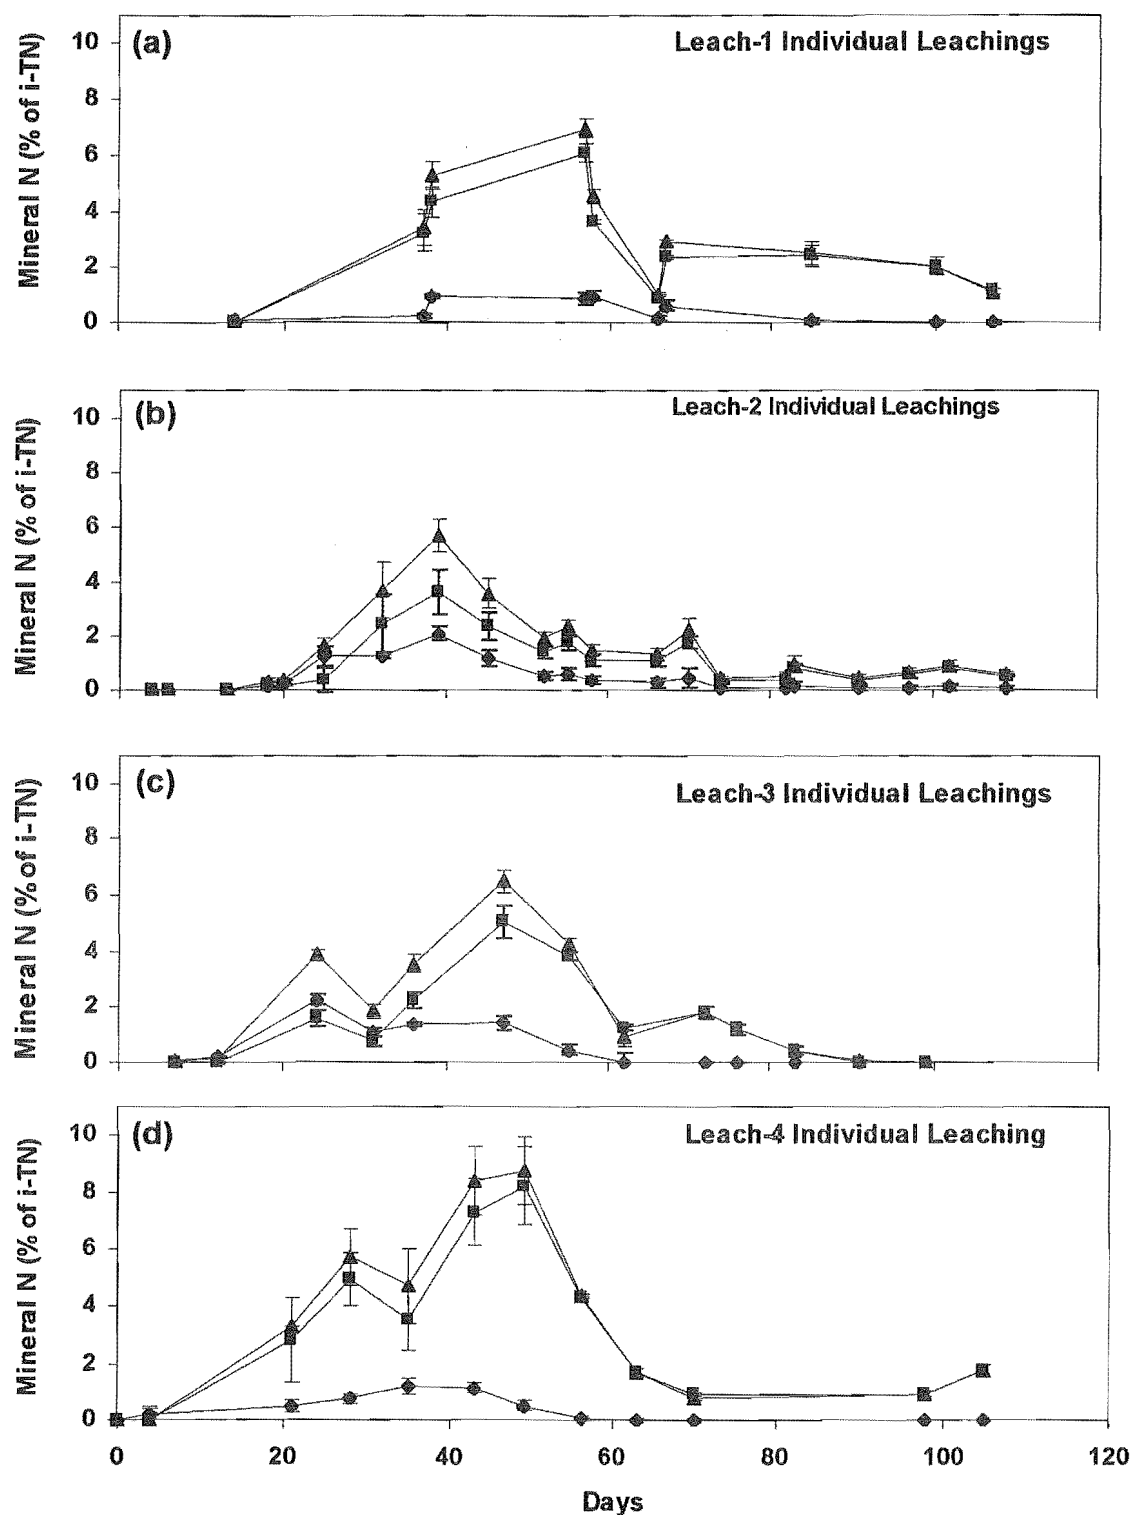 (a)
Leach-1 Individual Leachings
Mineral N (% of i-TN)
10
8
6
4
2
0
(b)
Leach-2 Individual Leachings
Mineral N (% of i-TN)
10
8
6
4
2
0
(c)
Leach-3 Individual Leachings
Mineral N (% of i-TN)
10
8
6
4
2
0
(d)
Leach-4 Individual Leaching
Mineral N (% of i-TN)
10
8
6
4
2
0
0 20 40 60 80 100 120
Days